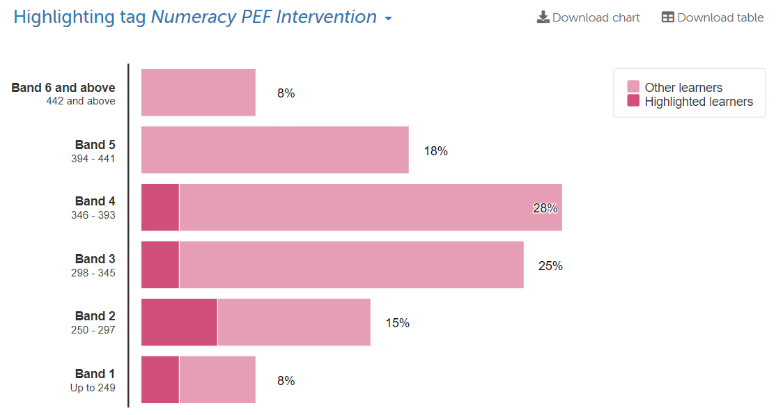 Highlighting tag Numeracy PEF Intervention
Download chart
Download table
Other learners
Highlighted learners
Band 6 and above
442 and above
8%
Band 5
394 - 441
18%
Band 4
346 - 393
28%
Band 3
298 - 345
25%
Band 2
250 - 297
15%
Band 1
Up to 249
8%